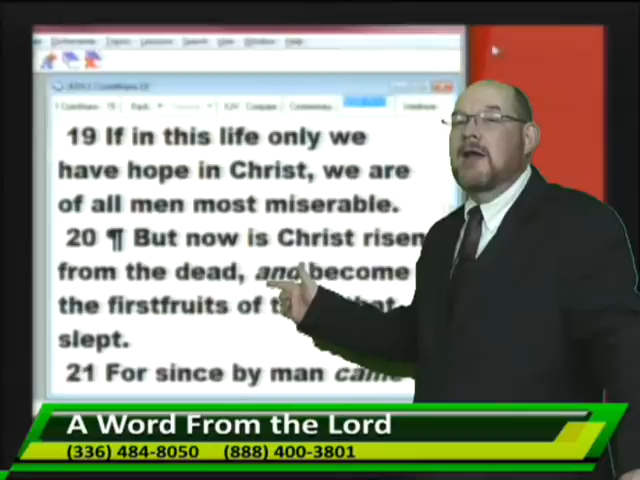 19 If in this life only we
have hope in Christ, we are
of all men most miserable.
20 ¶ But now is Christ risen
from the dead, and become
the firstfruits of
slept.
21 For since by man came
A Word From the Lord
(336) 484-8050 (888) 400-3801